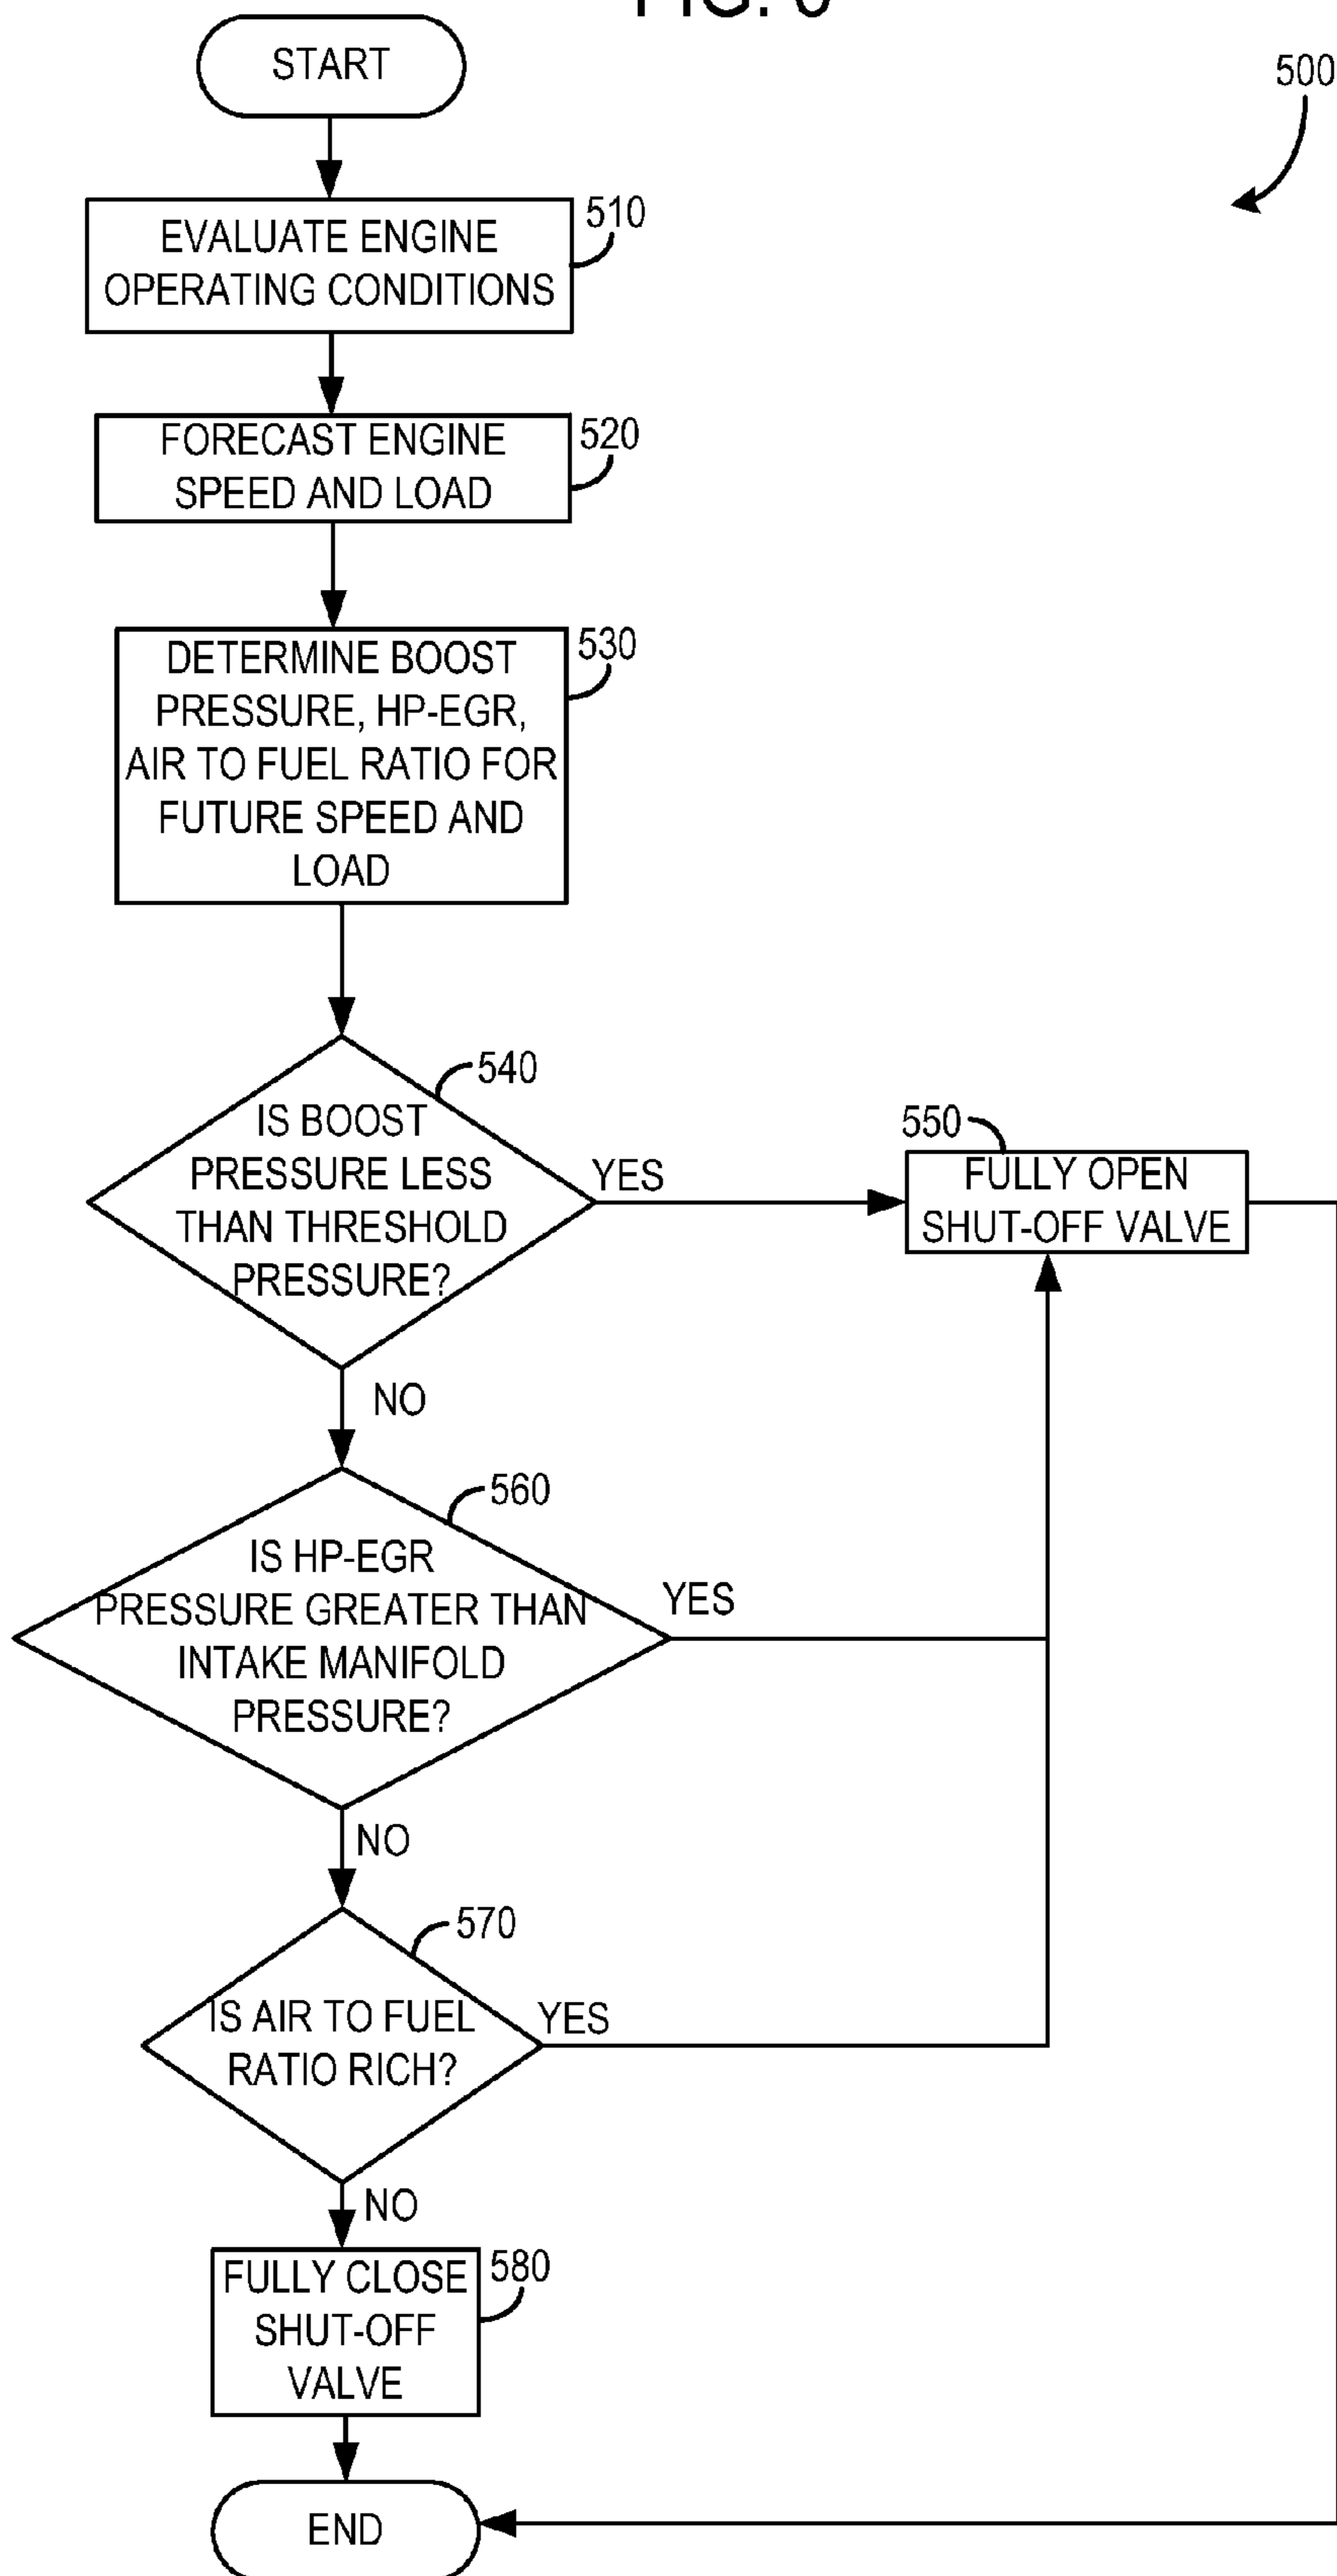 FIG.
START
500
EVALUATE ENGINE
OPERATING CONDITIONS
510
FORECAST ENGINE
SPEED AND LOAD
520
DETERMINE BOOST
PRESSURE, HP-EGR,
AIR TO FUEL RATIO FOR
FUTURE SPEED AND
LOAD
530
540
IS BOOST
PRESSURE LESS
THAN THRESHOLD
PRESSURE?
YES
550
FULLY OPEN
SHUT-OFF VALVE
NO
560
IS HP-EGR
PRESSURE GREATER THAN
INTAKE MANIFOLD
PRESSURE?
YES
NO
570
IS AIR TO FUEL
RATIO RICH?
YES
NO
FULLY CLOSE
SHUT-OFF
VALVE
580
END